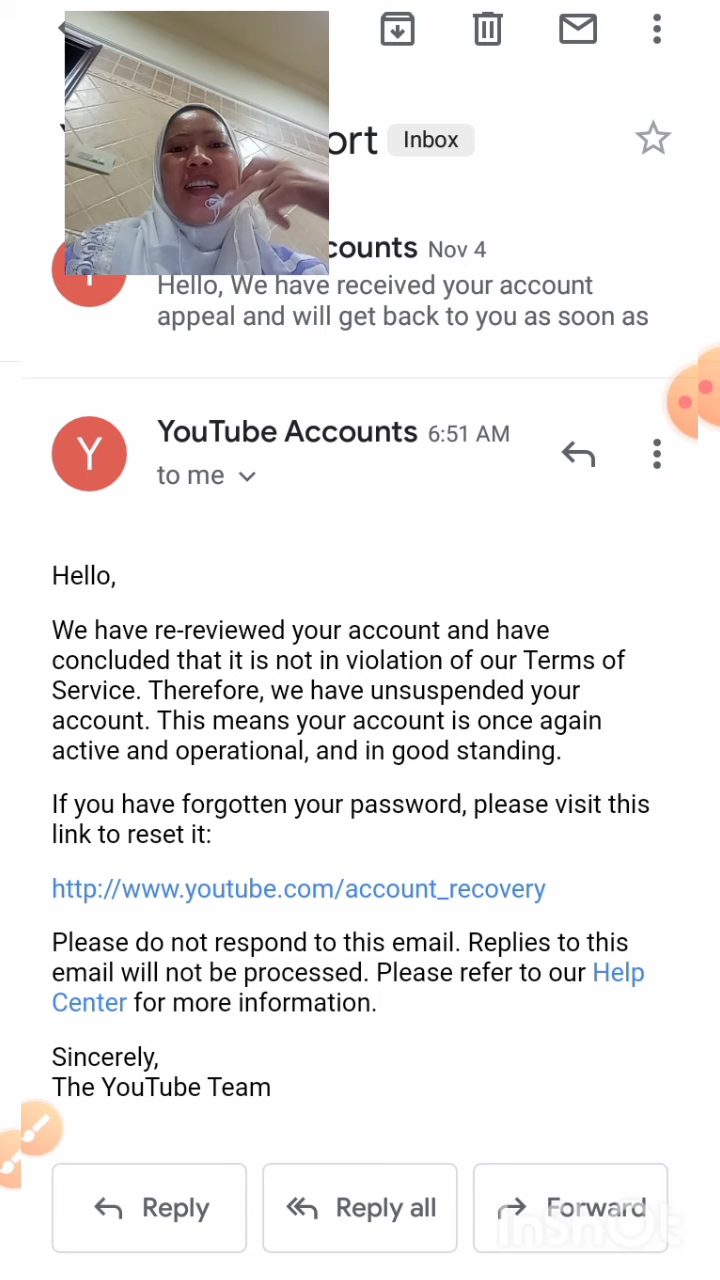 ort Inbox
counts Nov 4
Hello, We have received your account
appeal and will get back to you as soon as
Y
YouTube Accounts 6:51 AM
to me
Hello,
We have re-reviewed your account and have
concluded that it is not in violation of our Terms of
Service. Therefore, we have unsuspended your
account. This means your account is once again
active and operational, and in good standing.
If you have forgotten your password, please visit this
link to reset it:
http://www.youtube.com/account_recovery
Please do not respond to this email. Replies to this
email will not be processed. Please refer to our Help
Center for more information.
Sincerely,
The YouTube Team
Reply Reply all Forward
InShOt